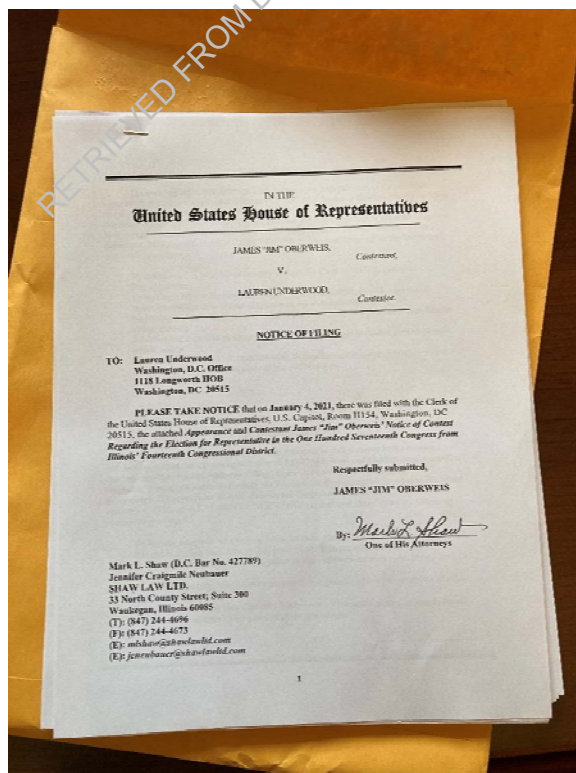 RETRIEVED FROM
IN THE
United States House of Representatives
JAMES "JIM" OBERWEIS,
Contestant,
v.
LAUREN UNDERWOOD,
Contestee.
NOTICE OF FILING
TO: Lauren Underwood
Washington, D.C. Office
1118 Longworth HOB
Washington, DC 20515
PLEASE TAKE NOTICE that on January 4, 2021, there was filed with the Clerk of
the United States House of Representatives, U.S. Capitol, Room H154, Washington, DC
20515, the attached Appearance and Contestant James "Jim" Oberweis' Notice of Contest
Regarding the Election for Representative in the One Hundred Seventeenth Congress from
Illinois' Fourteenth Congressional District.
Respectfully submitted,
JAMES "JIM" OBERWEIS
By: Mark L Shaw
One of His Attorneys
Mark L. Shaw (D.C. Bar No. 427789)
Jennifer Craigmile Neubauer
SHAW LAW LTD.
33 North County Street; Suite 300
Waukegan, Illinois 60085
(T): (847) 244-4696
(F): (847) 244-4673
(E): mlshaw@shawlawltd.com
(E): jcneubauer@shawlawltd.com
1